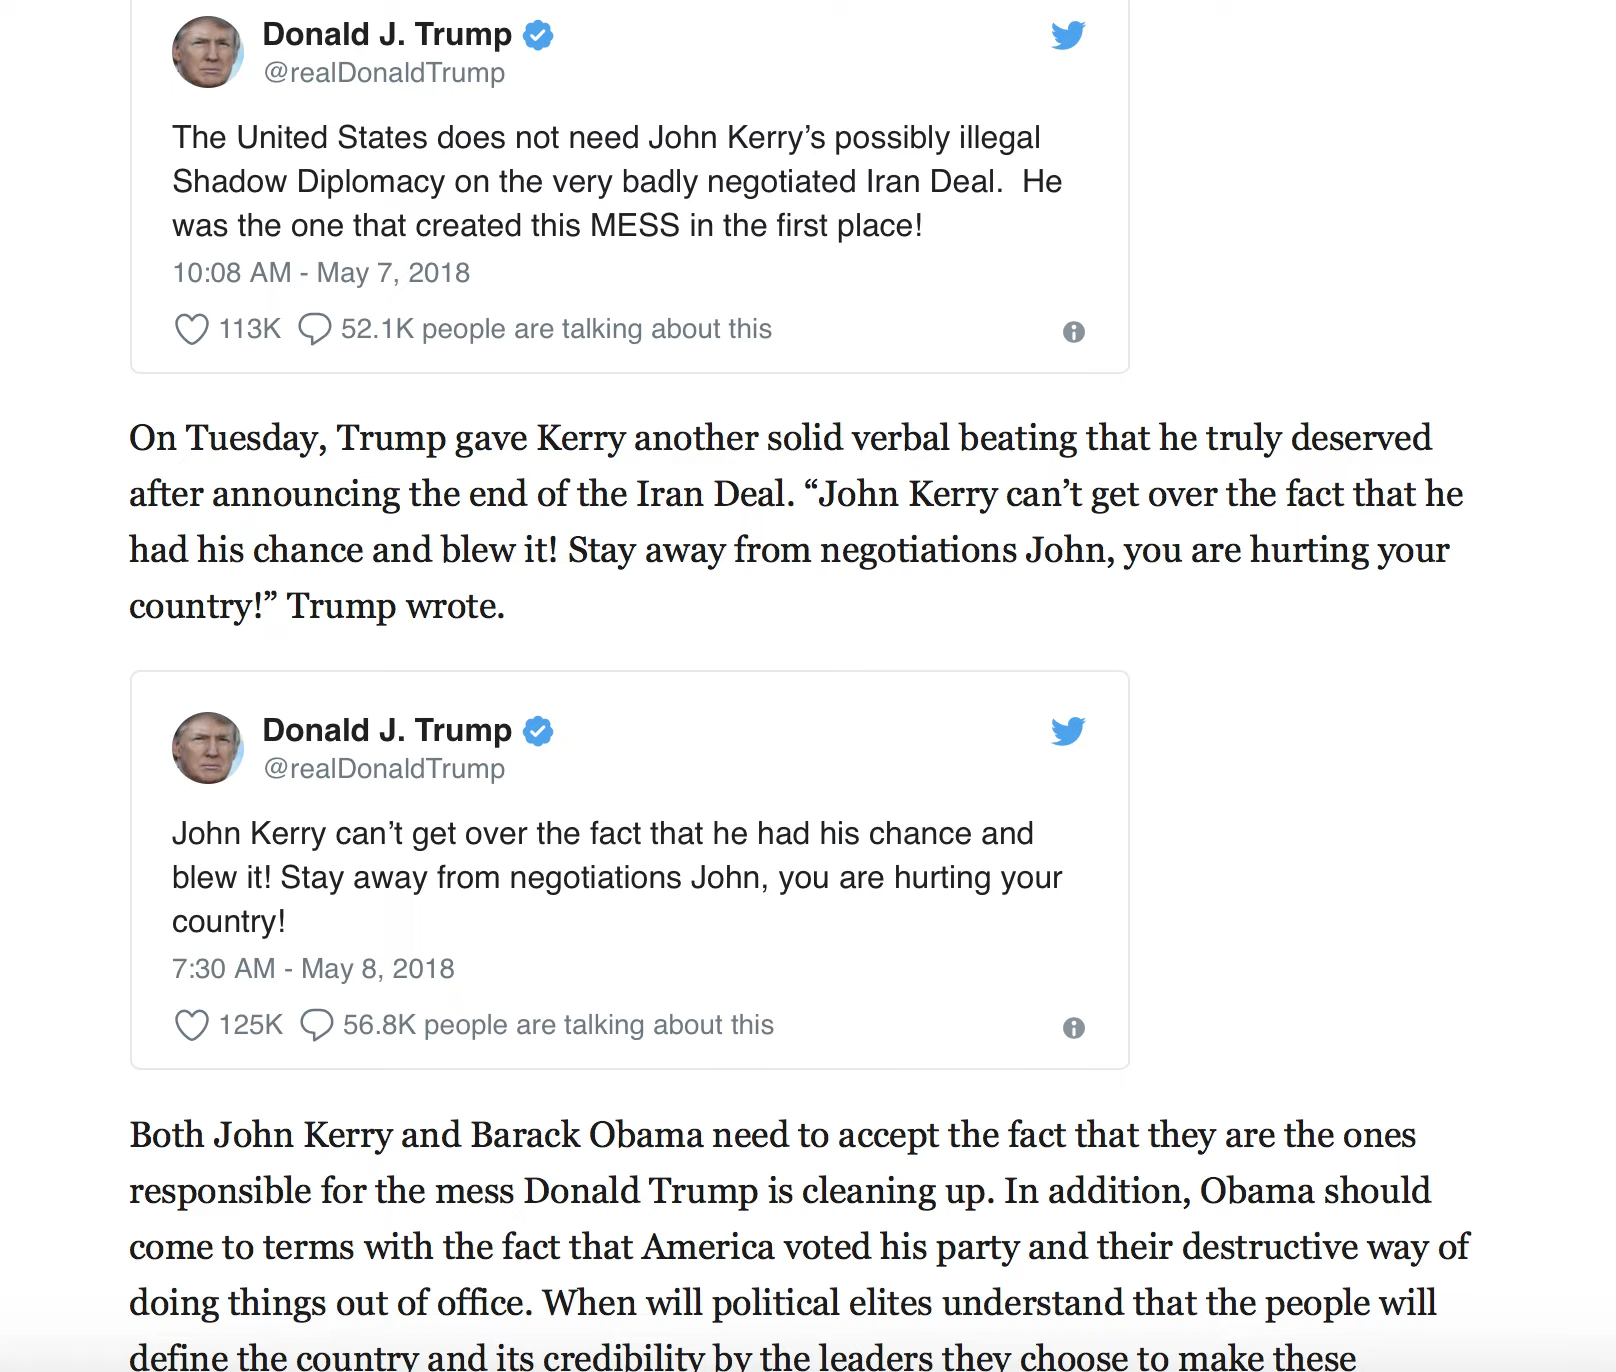 Donald J. Trump
@realDonaldTrump
The United States does not need John Kerry’s possibly illegal
Shadow Diplomacy on the very badly negotiated Iran Deal.  He
was the one that created this MESS in the first place!
10:08 AM - May 7, 2018
113K 52.1K people are talking about this
On Tuesday, Trump gave Kerry another solid verbal beating that he truly deserved
after announcing the end of the Iran Deal. “John Kerry can’t get over the fact that he
had his chance and blew it! Stay away from negotiations John, you are hurting your
country!” Trump wrote.
Donald J. Trump
@realDonaldTrump
John Kerry can’t get over the fact that he had his chance and
blew it! Stay away from negotiations John, you are hurting your
country!
7:30 AM - May 8, 2018
125K 56.8K people are talking about this
Both John Kerry and Barack Obama need to accept the fact that they are the ones
responsible for the mess Donald Trump is cleaning up. In addition, Obama should
come to terms with the fact that America voted his party and their destructive way of
doing things out of office. When will political elites understand that the people will
define the country and its credibility by the leaders they choose to make these